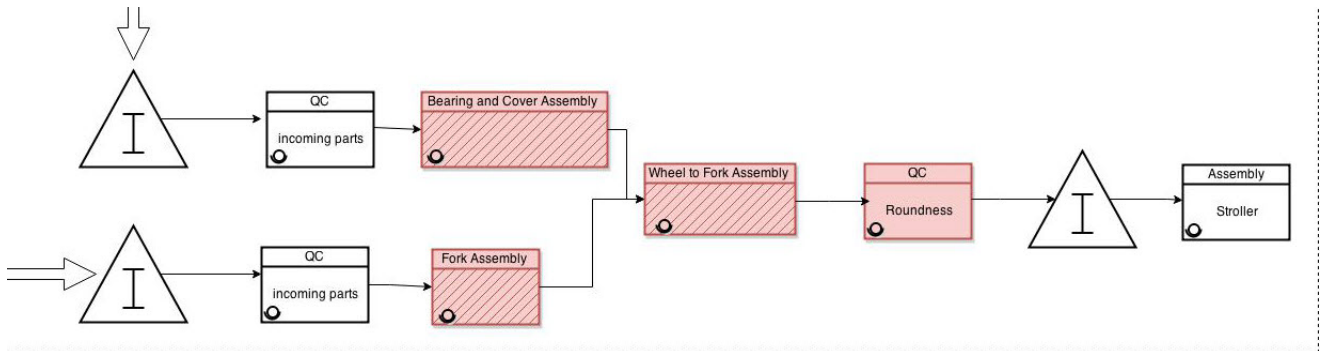 QC
incoming parts
Bearing and Cover Assembly
I
QC
incoming parts
Fork Assembly
I
Wheel to Fork Assembly
QC
Roundness
I
Assembly
Stroller